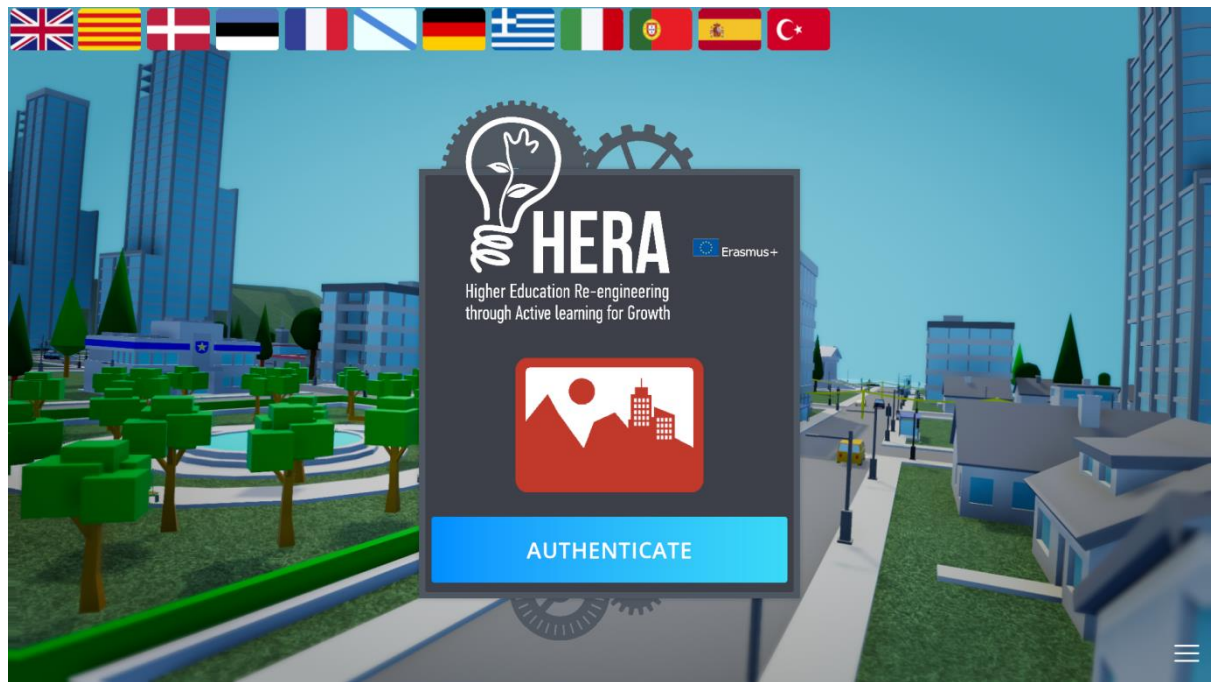 HERA
Erasmus+
Higher Education Re-engineering
through Active learning for Growth
AUTHENTICATE